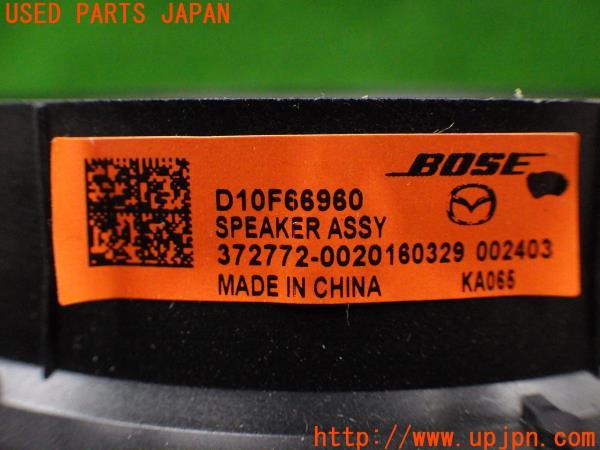 USED PARTS JAPAN
BOSE
D10F66960
SPEAKER ASSY
372772-0020160329 002403
MADE IN CHINA KA065
http://www.upjpn.com/